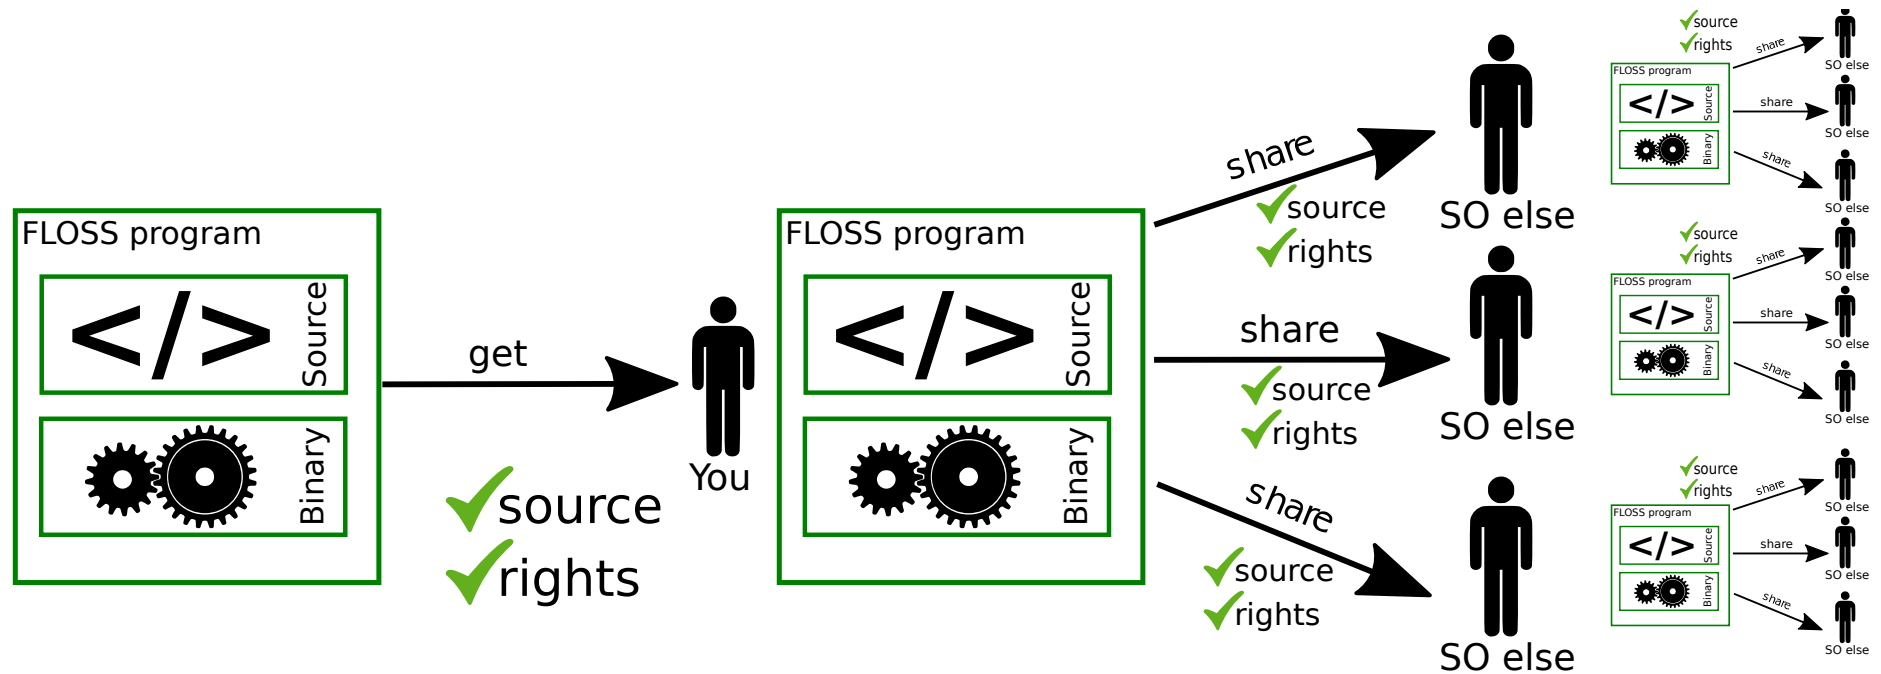 FLOSS program
</>
Source
Binary
get
source
rights
You
FLOSS program
</>
Source
Binary
share
source
rights
SO else
share
source
rights
SO else
share
source
rights
SO else
source
rights
FLOSS program
</>
Source
Binary
share
SO else
share
SO else
share
SO else
source
rights
FLOSS program
</>
Source
Binary
share
SO else
share
SO else
share
SO else
source
rights
FLOSS program
</>
Source
Binary
share
SO else
share
SO else
share
SO else